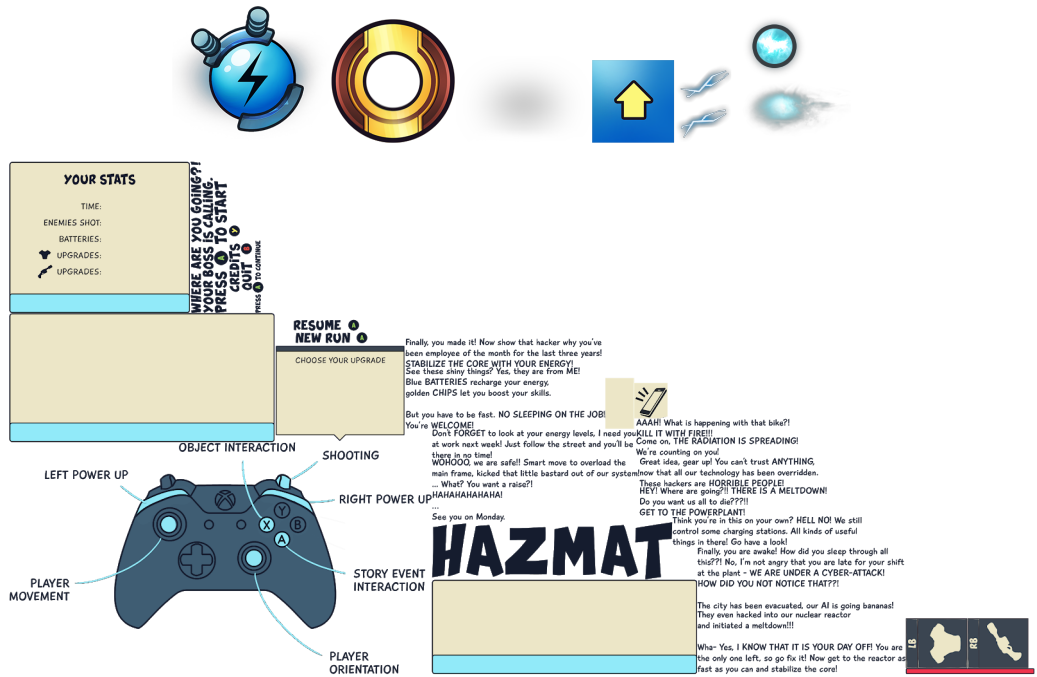 YOUR STATS
TIME:
ENEMIES SHOT:
BATTERIES:
UPGRADES:
UPGRADES:
WHERE ARE YOU GOING?!
YOUR BOSS IS CALLING.
PRESS A TO START
CREDITS Y
QUIT B
PRESS A TO CONTINUE
RESUME A
NEW RUN A
CHOOSE YOUR UPGRADE
Finally, you made it! Now show that hacker why you've
been employee of the month for the last three years!
STABILIZE THE CORE WITH YOUR ENERGY!
See these shiny things? Yes, they are from ME!
Blue BATTERIES recharge your energy,
golden CHIPS let you boost your skills.
But you have to be fast. NO SLEEPING ON THE JOB!
You're WELCOME!
Don't FORGET to look at your energy levels, I need you
at work next week! Just follow the street and you'll be
there in no time!
WOHOOO, we are safe!! Smart move to overload the
main frame, kicked that little bastard out of our system!
... What? You want a raise?!
HAHAHAHAHAHA!
...
See you on Monday.
AAAH! What is happening with that bike?!
KILL IT WITH FIRE!!!
Come on, THE RADIATION IS SPREADING!
We're counting on you!
Great idea, gear up! You can't trust ANYTHING,
now that all our technology has been overridden.
These hackers are HORRIBLE PEOPLE!
HEY! Where are going?!! THERE IS A MELTDOWN!
Do you want us all to die???!!
GET TO THE POWERPLANT!
Think you're in this on your own? HELL NO! We still
control some charging stations. All kinds of useful
things in there! Go have a look!
Finally, you are awake! How did you sleep through all
this??! No, I'm not angry that you are late for your shift
at the plant - WE ARE UNDER A CYBER-ATTACK!
HOW DID YOU NOT NOTICE THAT??!
The city has been evacuated, our AI is going bananas!
They even hacked into our nuclear reactor
and initiated a meltdown!!!
Wha- Yes, I KNOW THAT IT IS YOUR DAY OFF! You are
the only one left, so go fix it! Now get to the reactor as
fast as you can and stabilize the core!
HAZMAT
OBJECT INTERACTION
SHOOTING
LEFT POWER UP
RIGHT POWER UP
Y
X
B
A
PLAYER
MOVEMENT
STORY EVENT
INTERACTION
PLAYER
ORIENTATION
LB
RB